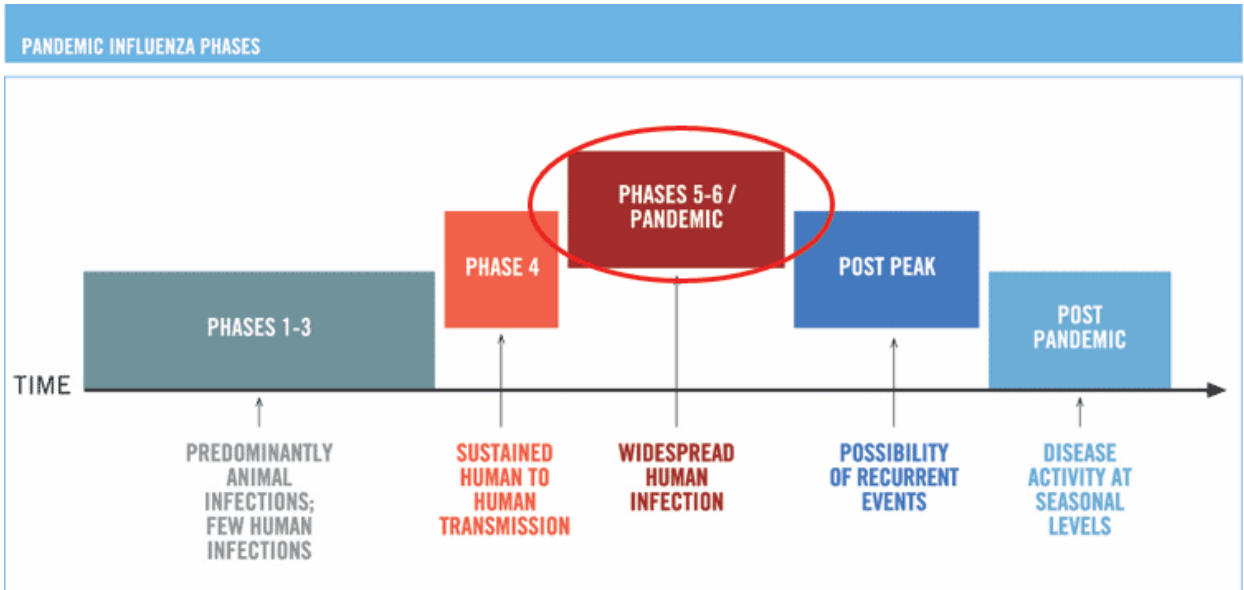 PANDEMIC INFLUENZA PHASES
PHASES 5-6 /
PANDEMIC
PHASE 4
POST PEAK
PHASES 1-3
POST
PANDEMIC
TIME
PREDOMINANTLY
ANIMAL
INFECTIONS;
FEW HUMAN
INFECTIONS
SUSTAINED
HUMAN TO
HUMAN
TRANSMISSION
WIDESPREAD
HUMAN
INFECTION
POSSIBILITY
OF RECURRENT
EVENTS
DISEASE
ACTIVITY AT
SEASONAL
LEVELS